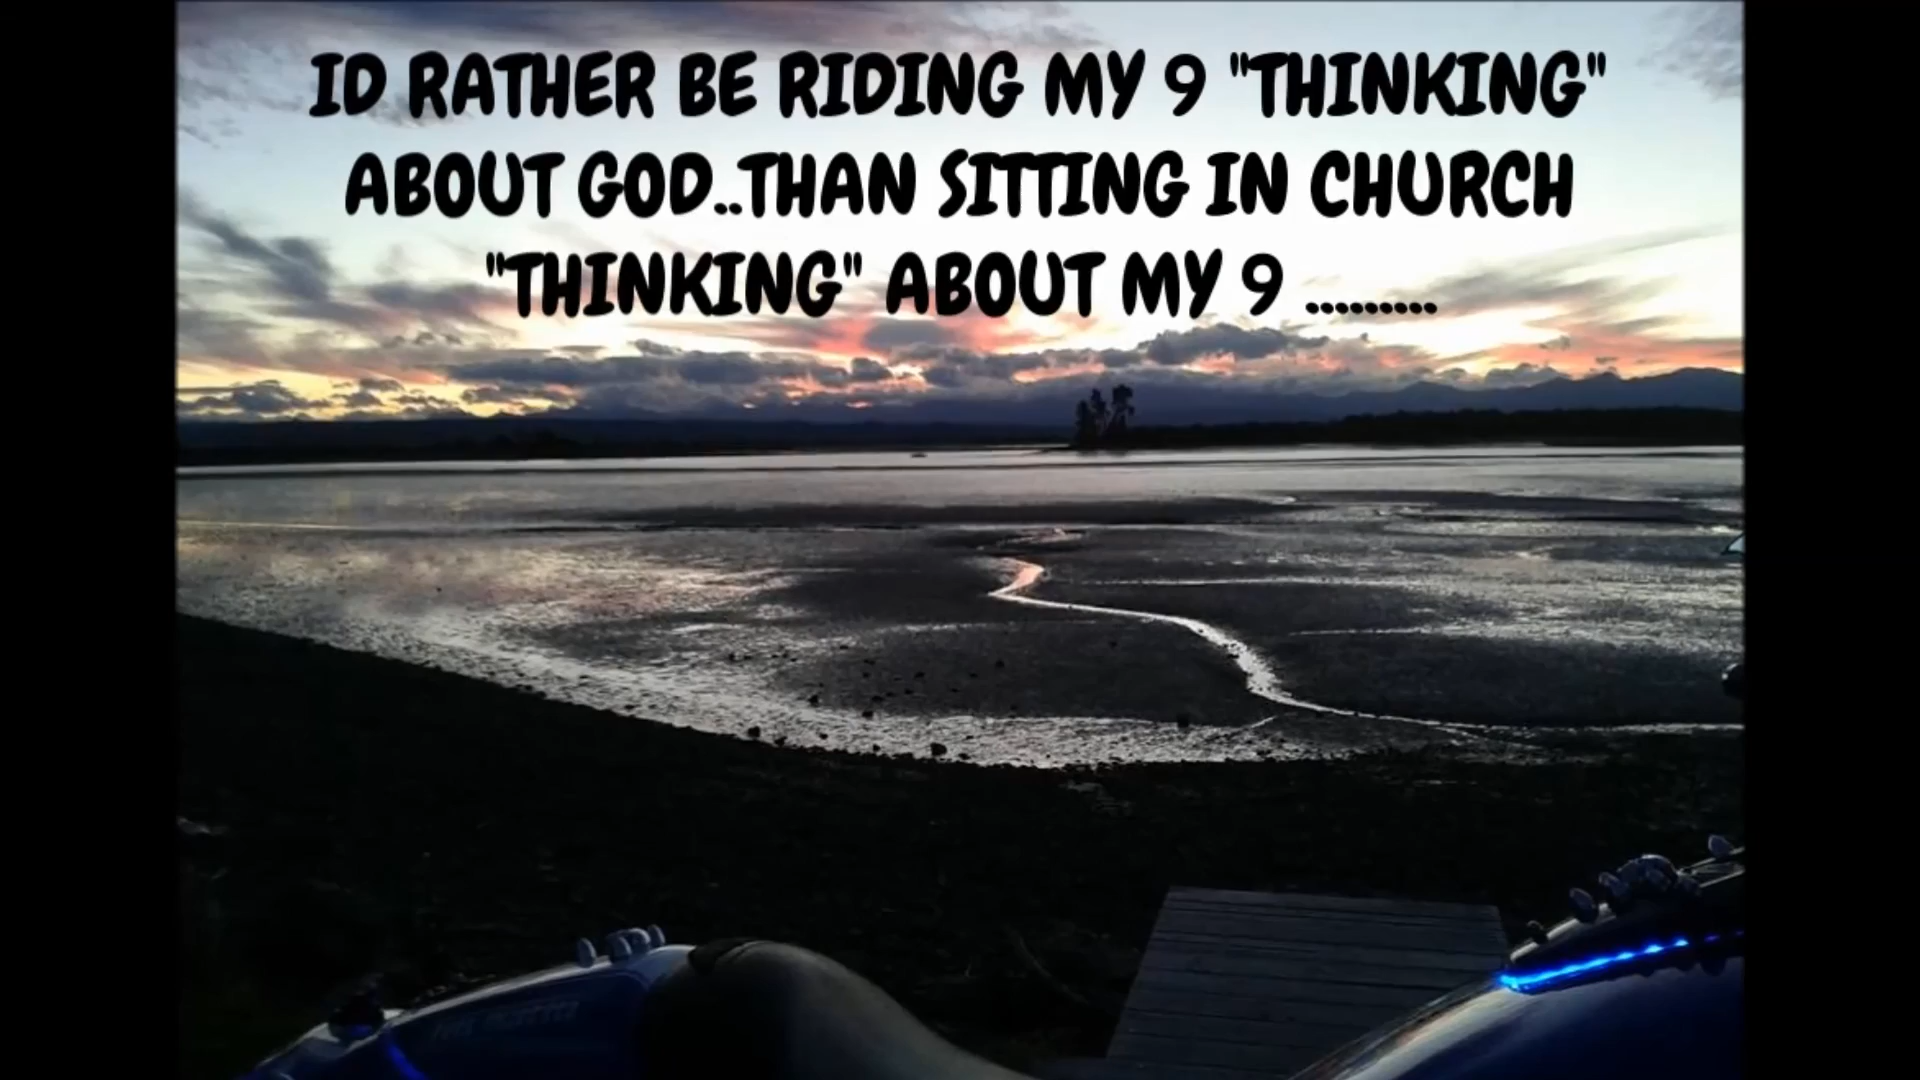 ID RATHER BE RIDING MY 9 "THINKING"
ABOUT GOD..THAN SITTING IN CHURCH
"THINKING" ABOUT MY 9 .........